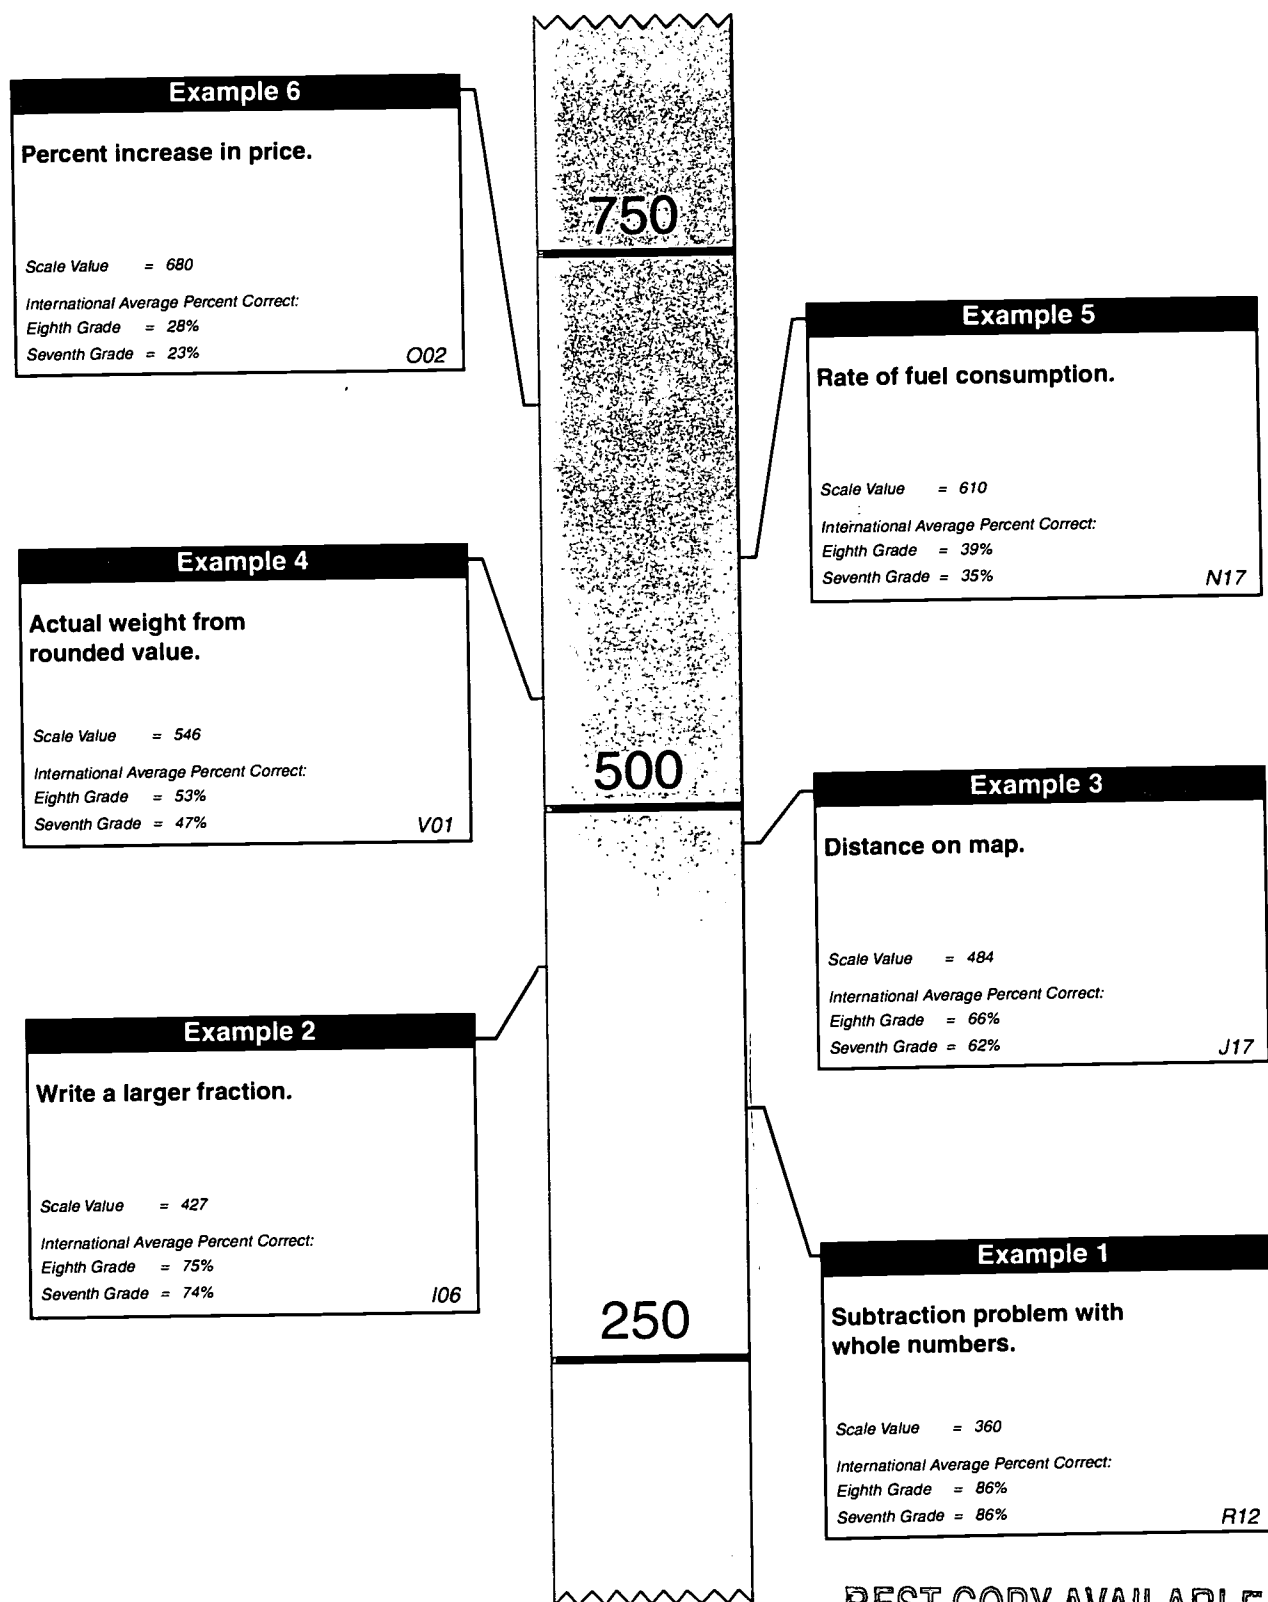 Example 6
Percent increase in price.
Scale Value = 680
International Average Percent Correct:
Eighth Grade = 28%
Seventh Grade = 23%
O02
750
Example 5
Rate of fuel consumption.
Scale Value = 610
International Average Percent Correct:
Eighth Grade = 39%
Seventh Grade = 35%
N17
Example 4
Actual weight from
rounded value.
Scale Value = 546
International Average Percent Correct:
Eighth Grade = 53%
Seventh Grade = 47%
V01
500
Example 3
Distance on map.
Scale Value = 484
International Average Percent Correct:
Eighth Grade = 66%
Seventh Grade = 62%
J17
Example 2
Write a larger fraction.
Scale Value = 427
International Average Percent Correct:
Eighth Grade = 75%
Seventh Grade = 74%
I06
250
Example 1
Subtraction problem with
whole numbers.
Scale Value = 360
International Average Percent Correct:
Eighth Grade = 86%
Seventh Grade = 86%
R12
BEST COPY AVAILABLE